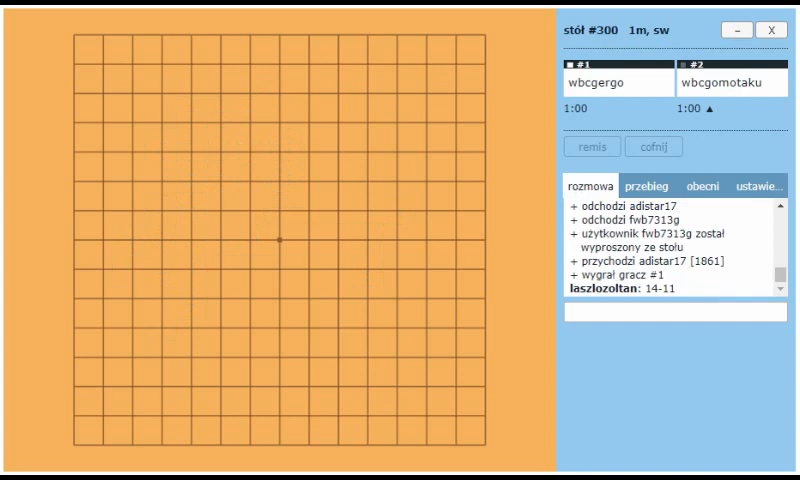 stół #300 1m, sw
– X
#1 #2
wbcgergo wbcgomotaku
1:00 1:00 ▲
remis cofnij
rozmowa przebieg obecni ustawie...
+ odchodzi adistar17
+ odchodzi fwb7313g
+ użytkownik fwb7313g został
wyproszony ze stołu
+ przychodzi adistar17 [1861]
+ wygrał gracz #1
laszlozoltan: 14-11